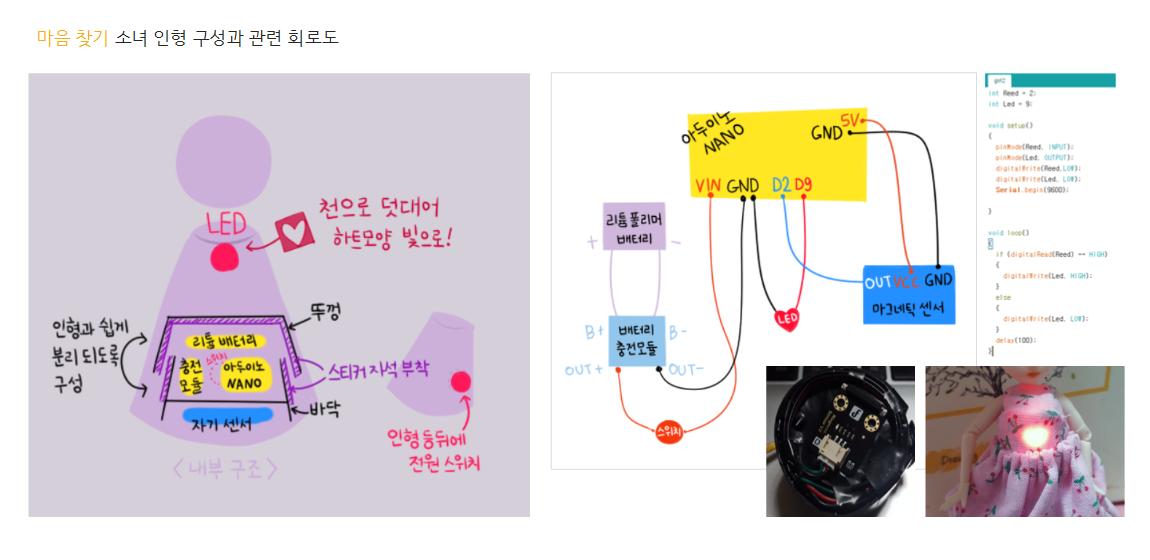 마음 찾기 소녀 인형 구성과 관련 회로도
LED
천으로 덧대어
하트모양 빛으로!
인형과 쉽게
분리 되도록
구성
뚜껑
리튬 배터리
충전
모듈
스위치
아두이노
NANO
스티커 자석 부착
바닥
자기 센서
인형 등뒤에
전원 스위치
<내부 구조>
아두이노
NANO
5V
GND
VIN GND D2 D9
리튬폴리머
배터리
+ -
OUT VCC GND
마그네틱 센서
LED
B+ 배터리 B-
충전모듈
OUT+ OUT-
스위치
int Reed = 2;
int Led = 9;
void setup()
{
pinMode(Reed, INPUT);
pinMode(Led, OUTPUT);
digitalWrite(Reed,LOW);
digitalWrite(Led, LOW);
Serial.begin(9600);
}
void loop()
{
if (digitalRead(Reed) == HIGH)
{
digitalWrite(Led, HIGH);
}
else
{
digitalWrite(Led, LOW);
}
delay(100);
}